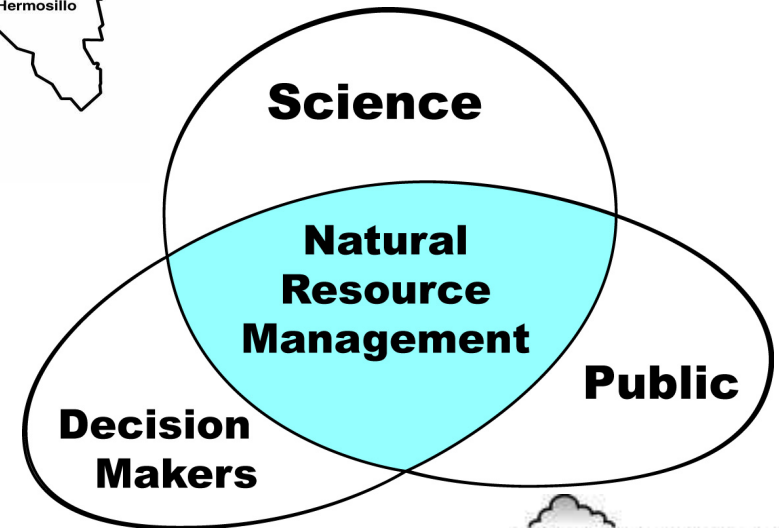 Hermosillo
Science
Natural
Resource
Management
Public
Decision
Makers